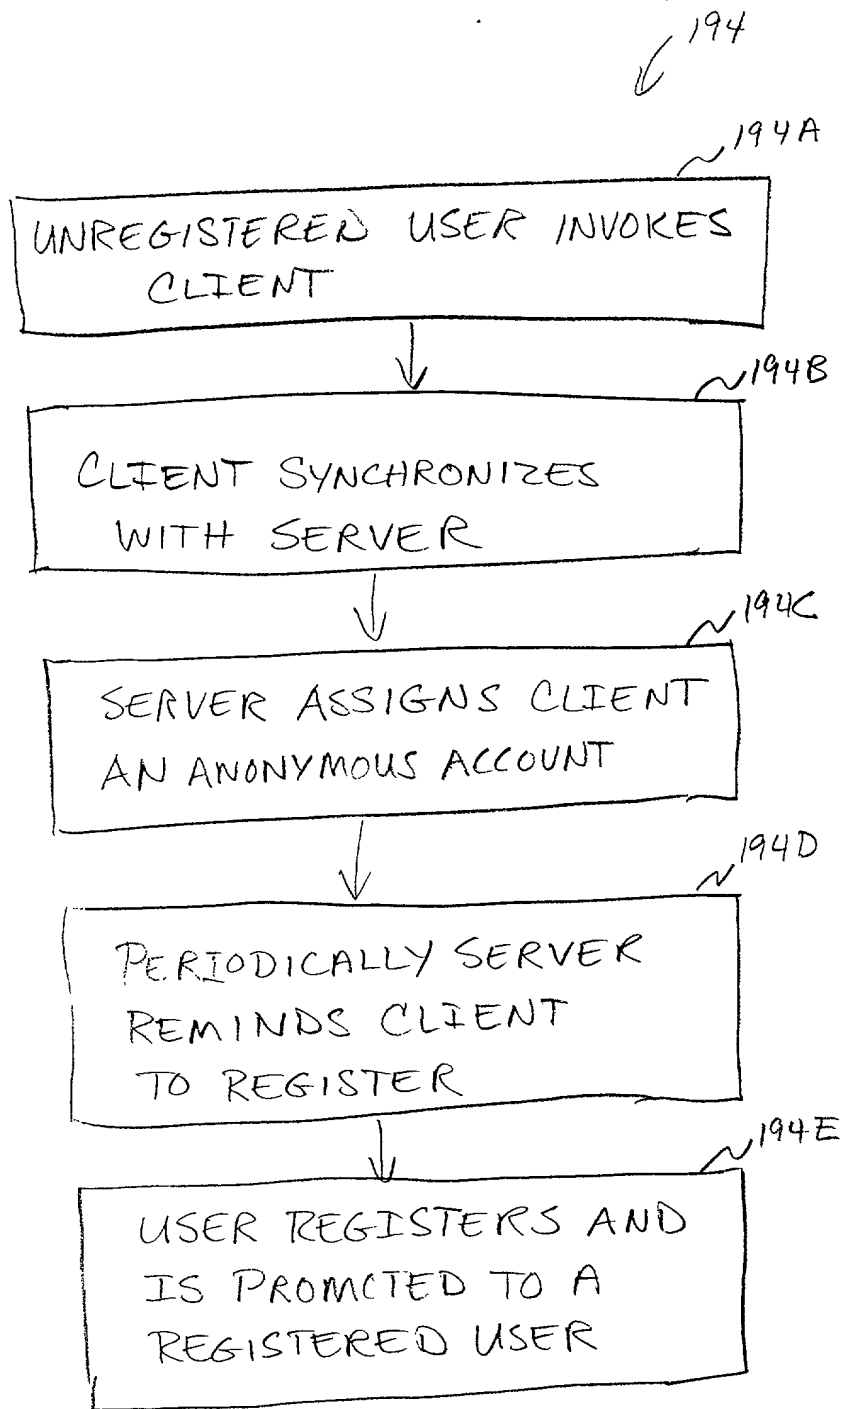 194
194A
UNREGISTERED USER INVOKES
CLIENT
194B
CLIENT SYNCHRONIZES
WITH SERVER
194C
SERVER ASSIGNS CLIENT
AN ANONYMOUS ACCOUNT
194D
PERIODICALLY SERVER
REMINDS CLIENT
TO REGISTER
194E
USER REGISTERS AND
IS PROMOTED TO A
REGISTERED USER